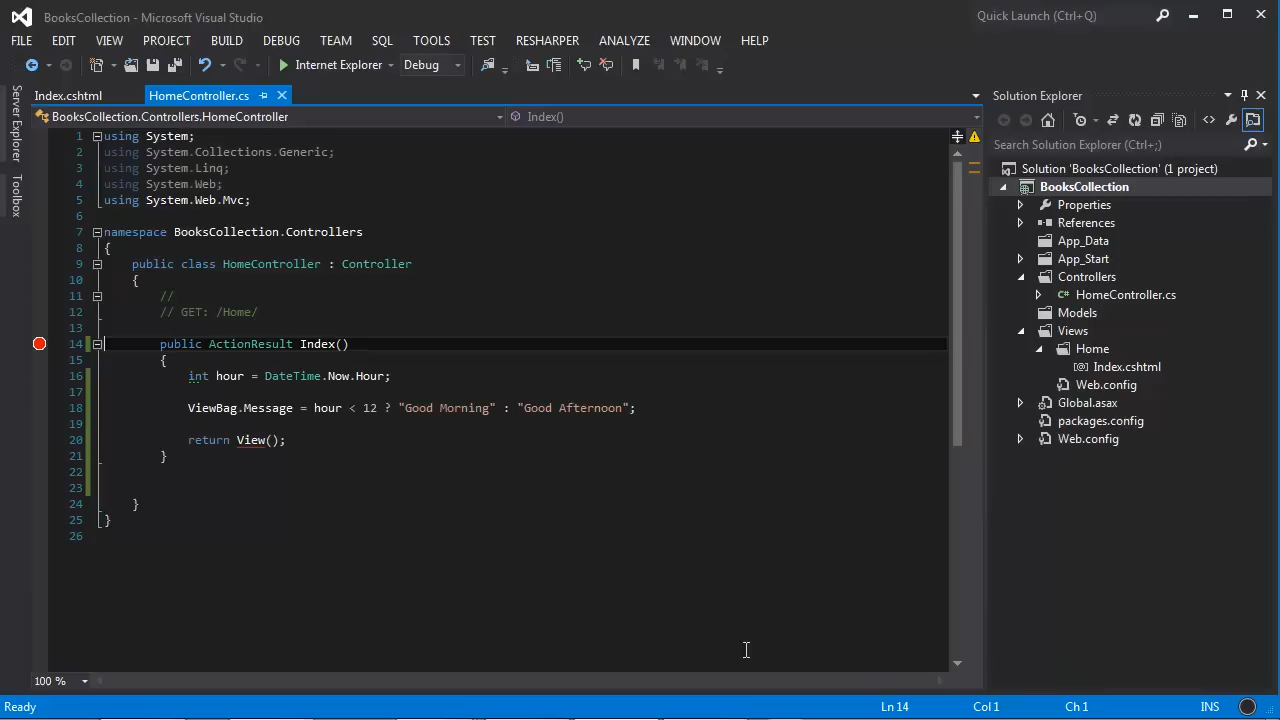 BooksCollection - Microsoft Visual Studio
Quick Launch (Ctrl+Q)
FILE EDIT VIEW PROJECT BUILD DEBUG TEAM SQL TOOLS TEST RESHARPER ANALYZE WINDOW HELP
Internet Explorer Debug
Server Explorer
Toolbox
Index.cshtml HomeController.cs
BooksCollection.Controllers.HomeController Index()
1 using System;
2 using System.Collections.Generic;
3 using System.Linq;
4 using System.Web;
5 using System.Web.Mvc;
6
7 namespace BooksCollection.Controllers
8 {
9 public class HomeController : Controller
10 {
11 //
12 // GET: /Home/
13
14 public ActionResult Index()
15 {
16 int hour = DateTime.Now.Hour;
17
18 ViewBag.Message = hour < 12 ? "Good Morning" : "Good Afternoon";
19
20 return View();
21 }
22
23
24 }
25 }
26
100 %
Solution Explorer
Search Solution Explorer (Ctrl+;)
Solution 'BooksCollection' (1 project)
BooksCollection
Properties
References
App_Data
App_Start
Controllers
C# HomeController.cs
Models
Views
Home
Index.cshtml
Web.config
Global.asax
packages.config
Web.config
Ready Ln 14 Col 1 Ch 1 INS